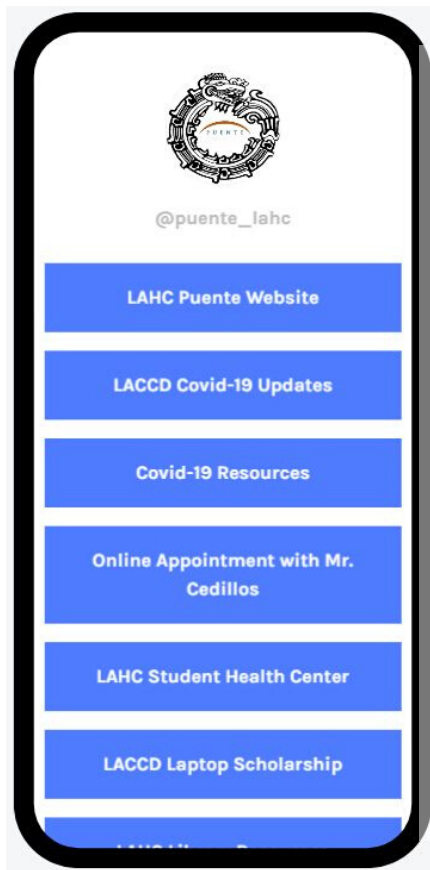 PUENTE
@puente_lahc
LAHC Puente Website
LACCD Covid-19 Updates
Covid-19 Resources
Online Appointment with Mr.
Cedillos
LAHC Student Health Center
LACCD Laptop Scholarship